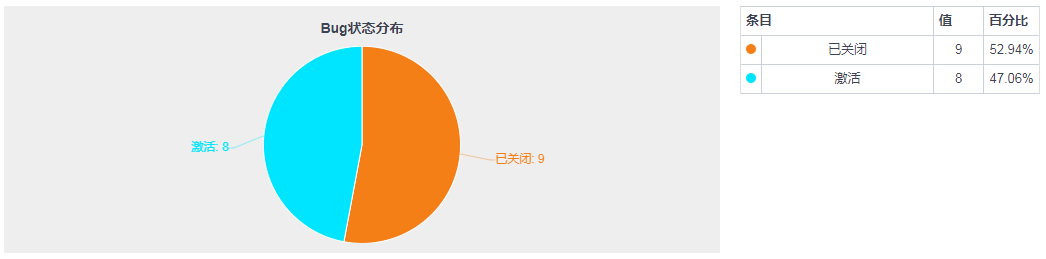 Bug状态分布
激活: 8
已关闭: 9
条目 值 百分比
已关闭 9 52.94%
激活 8 47.06%